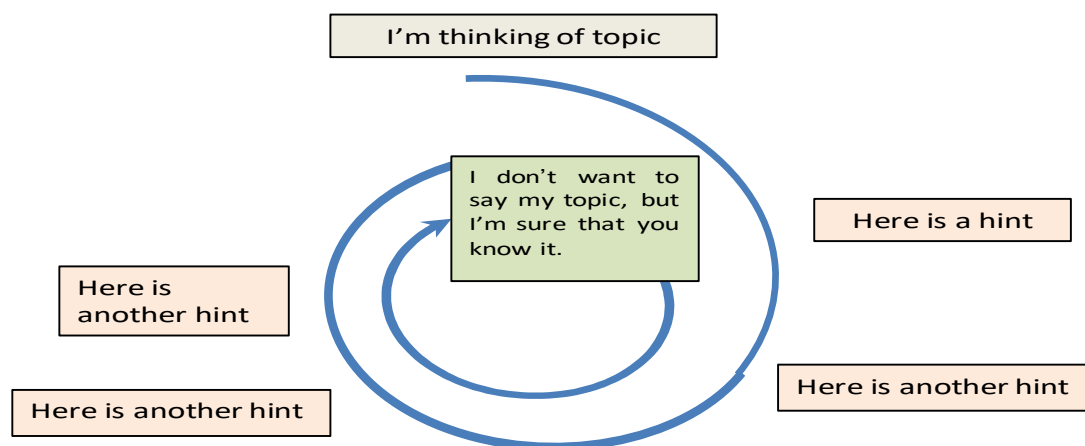 I'm thinking of topic
I don't want to
say my topic, but
I'm sure that you
know it.
Here is a hint
Here is
another hint
Here is another hint
Here is another hint